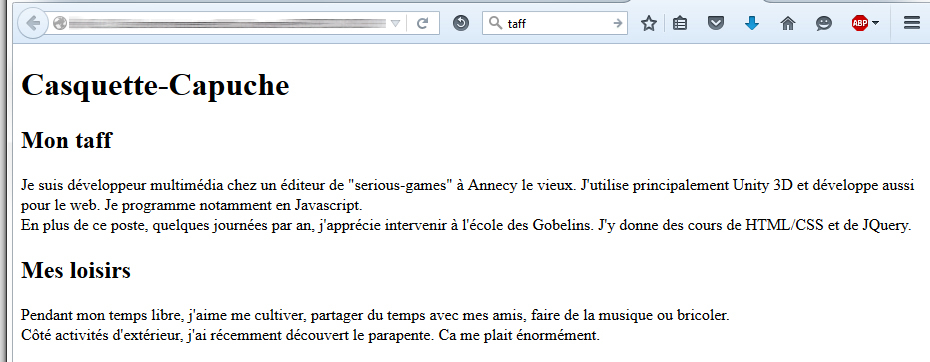 taff
ABP
Casquette-Capuche
Mon taff
Je suis développeur multimédia chez un éditeur de "serious-games" à Annecy le vieux. J'utilise principalement Unity 3D et développe aussi
pour le web. Je programme notamment en Javascript.
En plus de ce poste, quelques journées par an, j'apprécie intervenir à l'école des Gobelins. J'y donne des cours de HTML/CSS et de JQuery.
Mes loisirs
Pendant mon temps libre, j'aime me cultiver, partager du temps avec mes amis, faire de la musique ou bricoler.
Côté activités d'extérieur, j'ai récemment découvert le parapente. Ca me plait énormément.